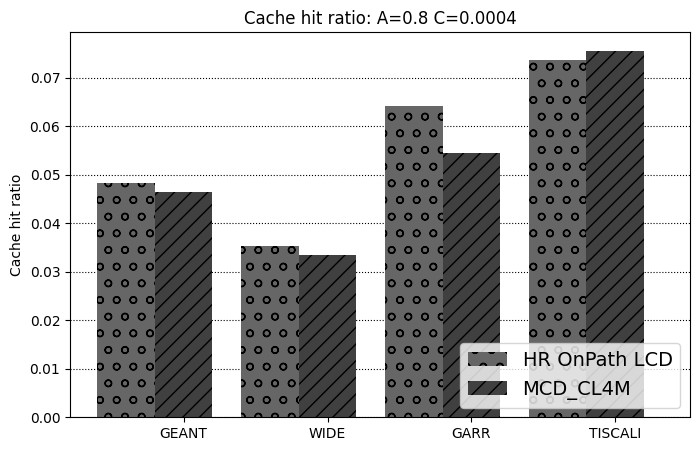 Cache hit ratio: A=0.8 C=0.0004
Cache hit ratio
0.07
0.06
0.05
0.04
0.03
0.02
0.01
0.00
HR OnPath LCD
MCD_CL4M
GEANT WIDE GARR TISCALI